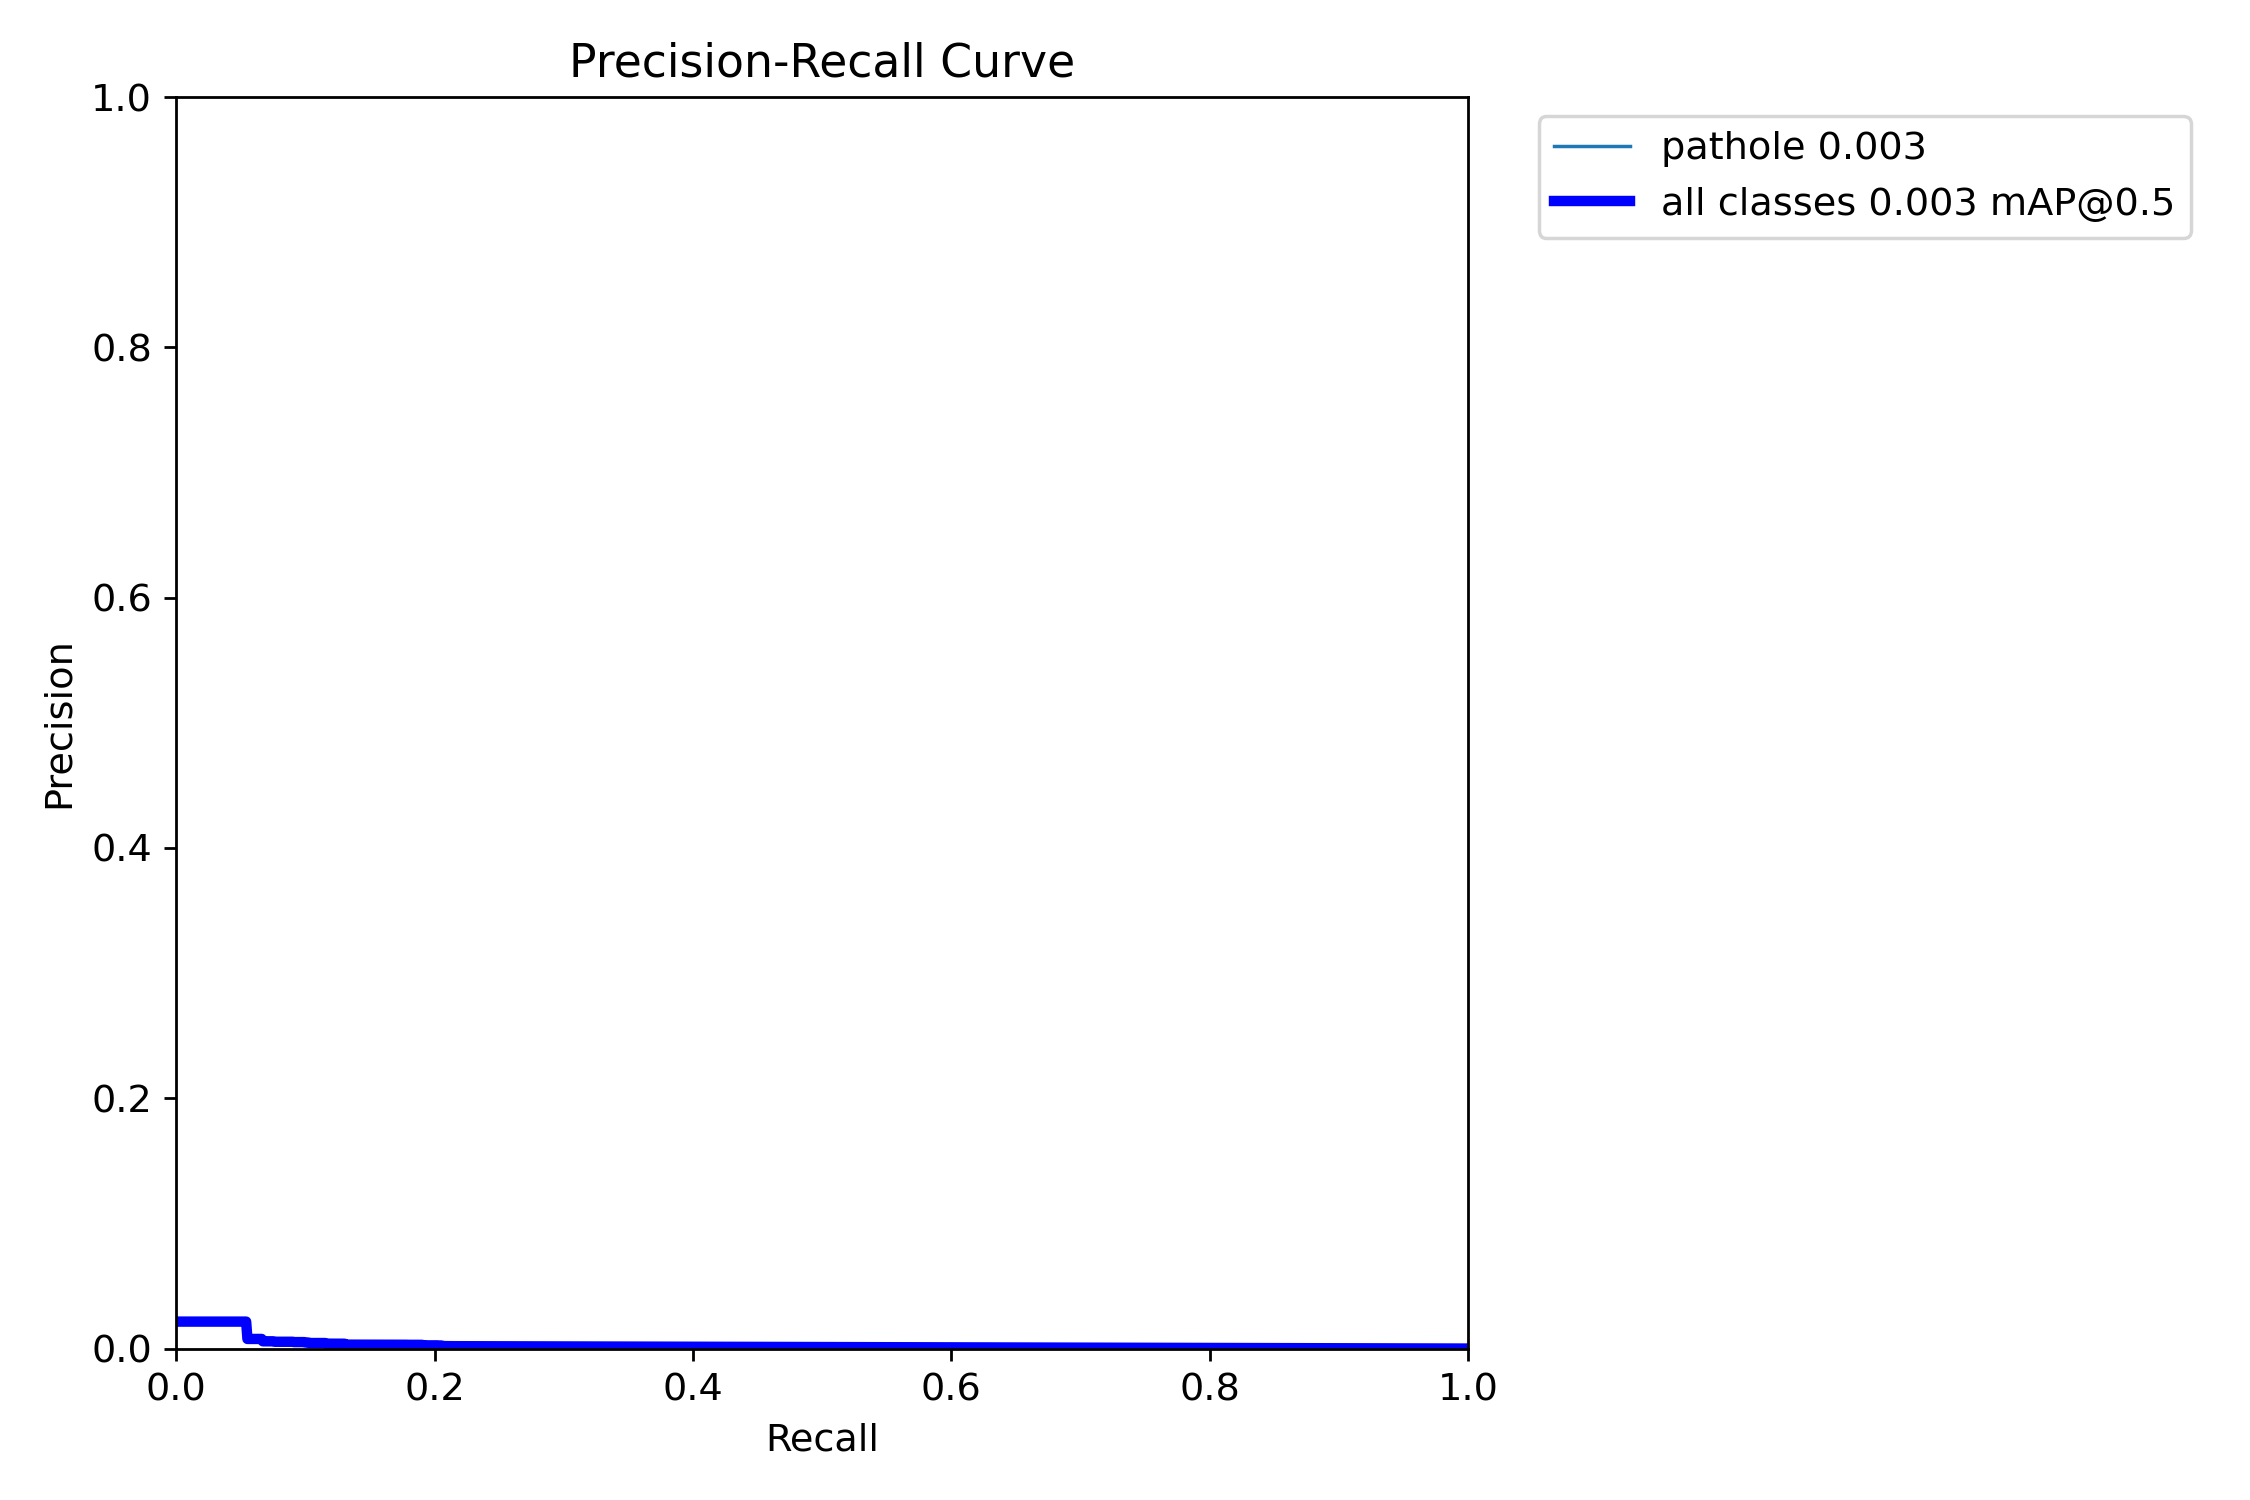 Precision-Recall Curve
1.0
0.8
0.6
0.4
0.2
0.0
Precision
0.0 0.2 0.4 0.6 0.8 1.0
Recall
pathole 0.003
all classes 0.003 mAP@0.5